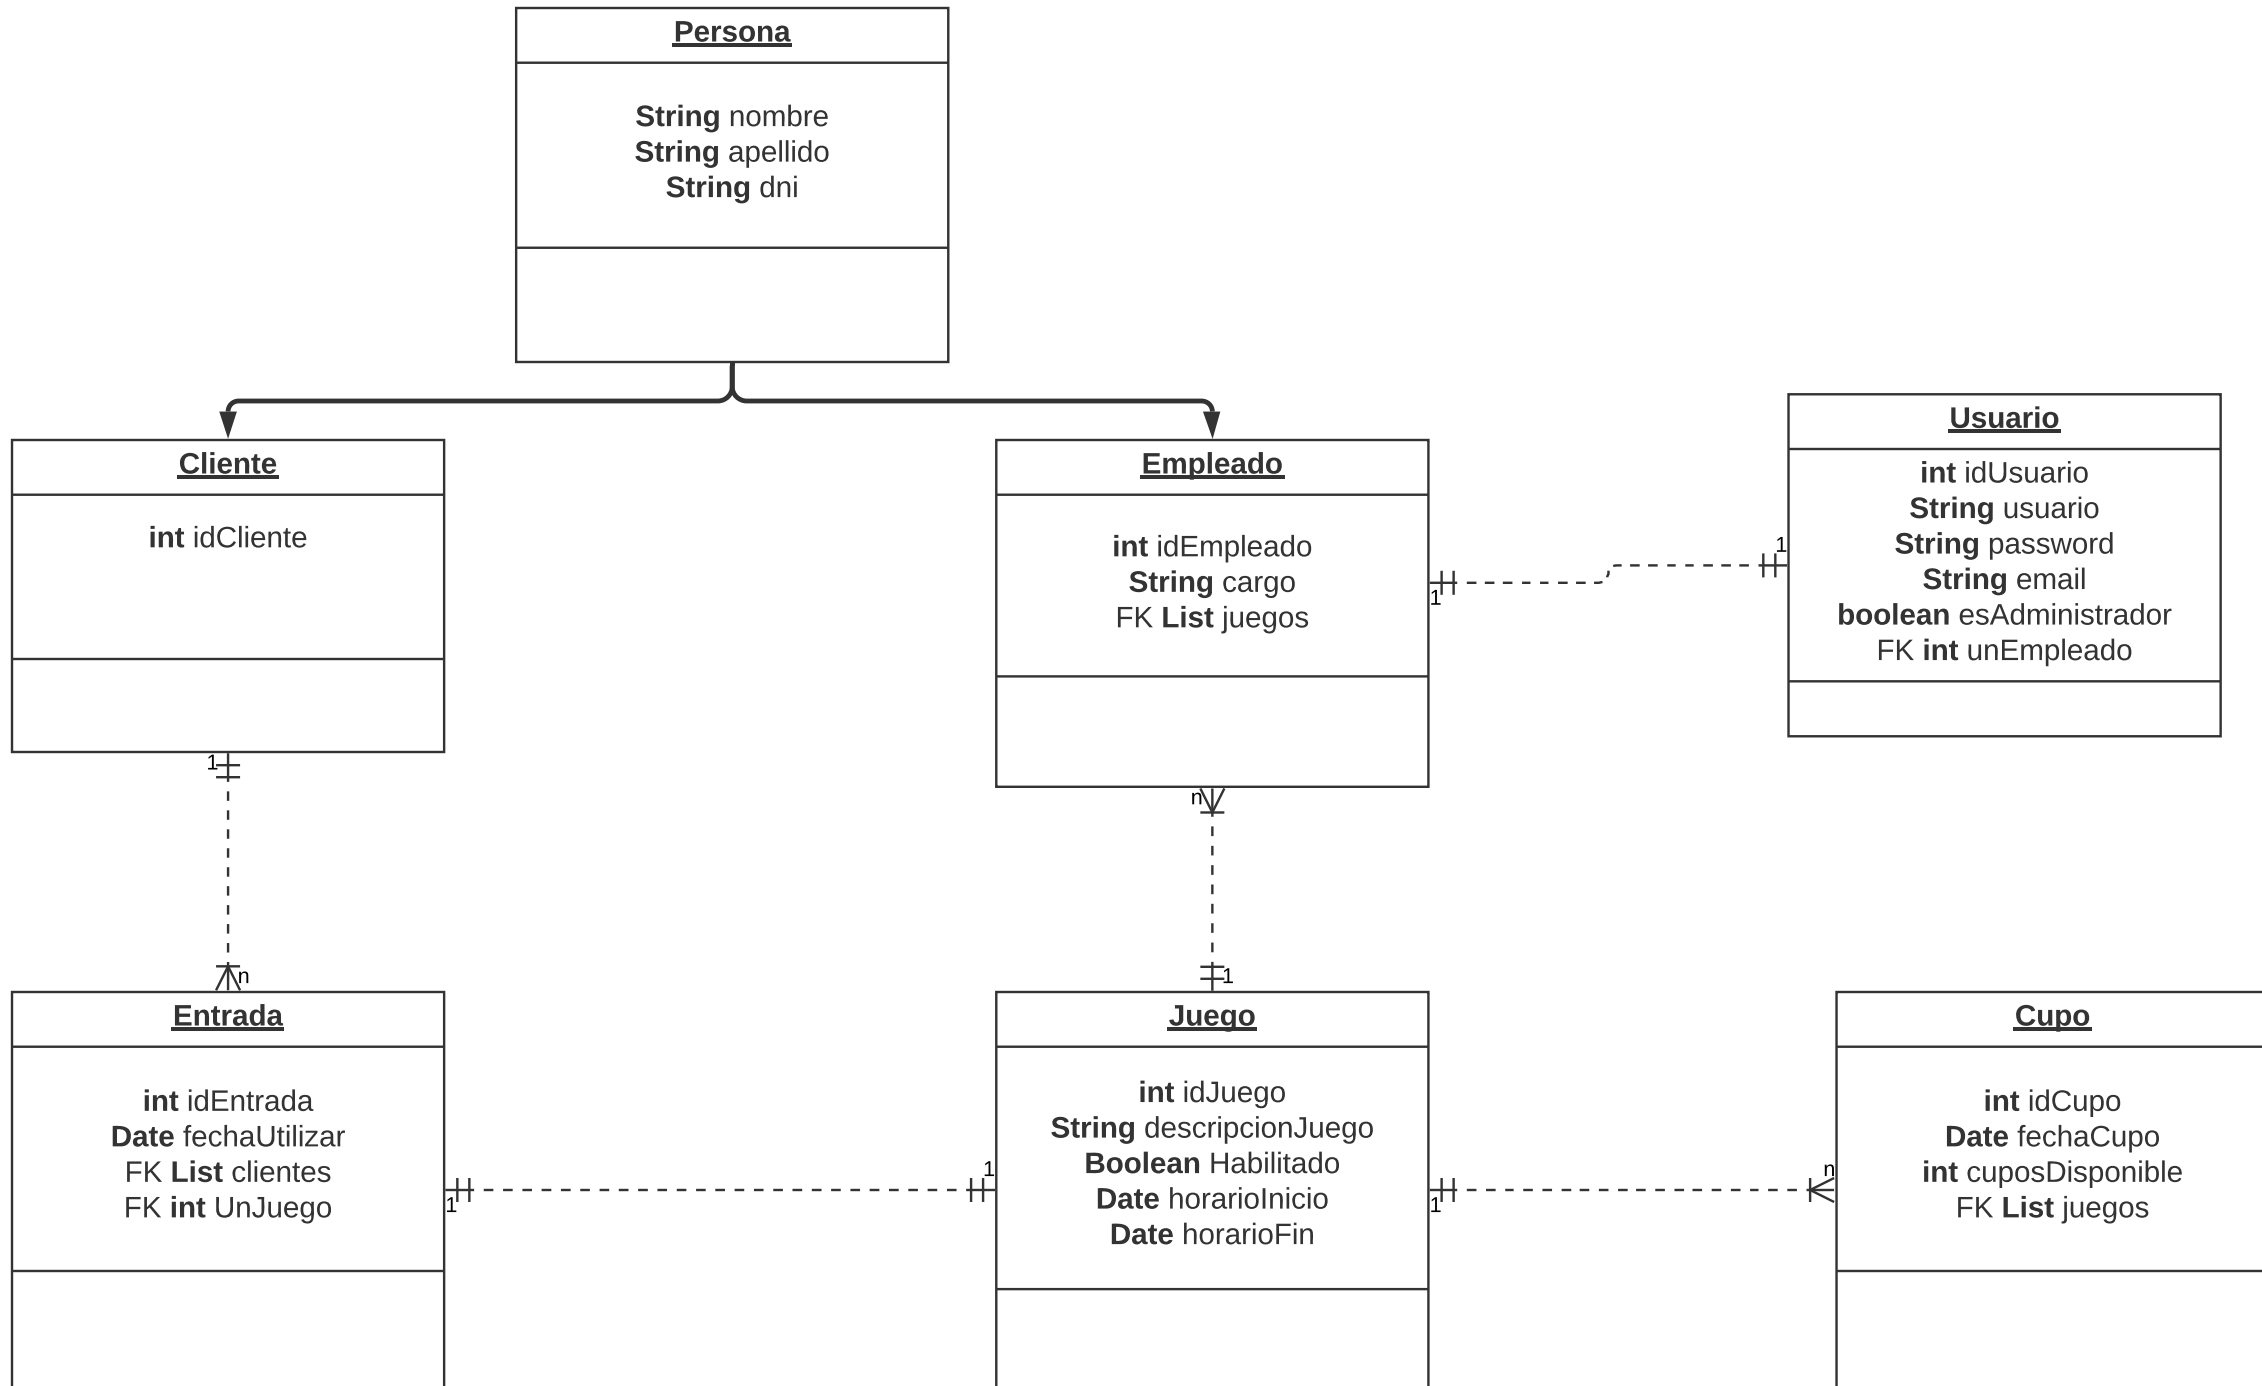 Persona
String nombre
String apellido
String dni
Cliente
int idCliente
Empleado
int idEmpleado
String cargo
FK List juegos
Usuario
int idUsuario
String usuario
String password
String email
boolean esAdministrador
FK int unEmpleado
1
1
1
n
n
1
Entrada
int idEntrada
Date fechaUtilizar
FK List clientes
FK int UnJuego
1
1
Juego
int idJuego
String descripcionJuego
Boolean Habilitado
Date horarioInicio
Date horarioFin
1
n
Cupo
int idCupo
Date fechaCupo
int cuposDisponible
FK List juegos